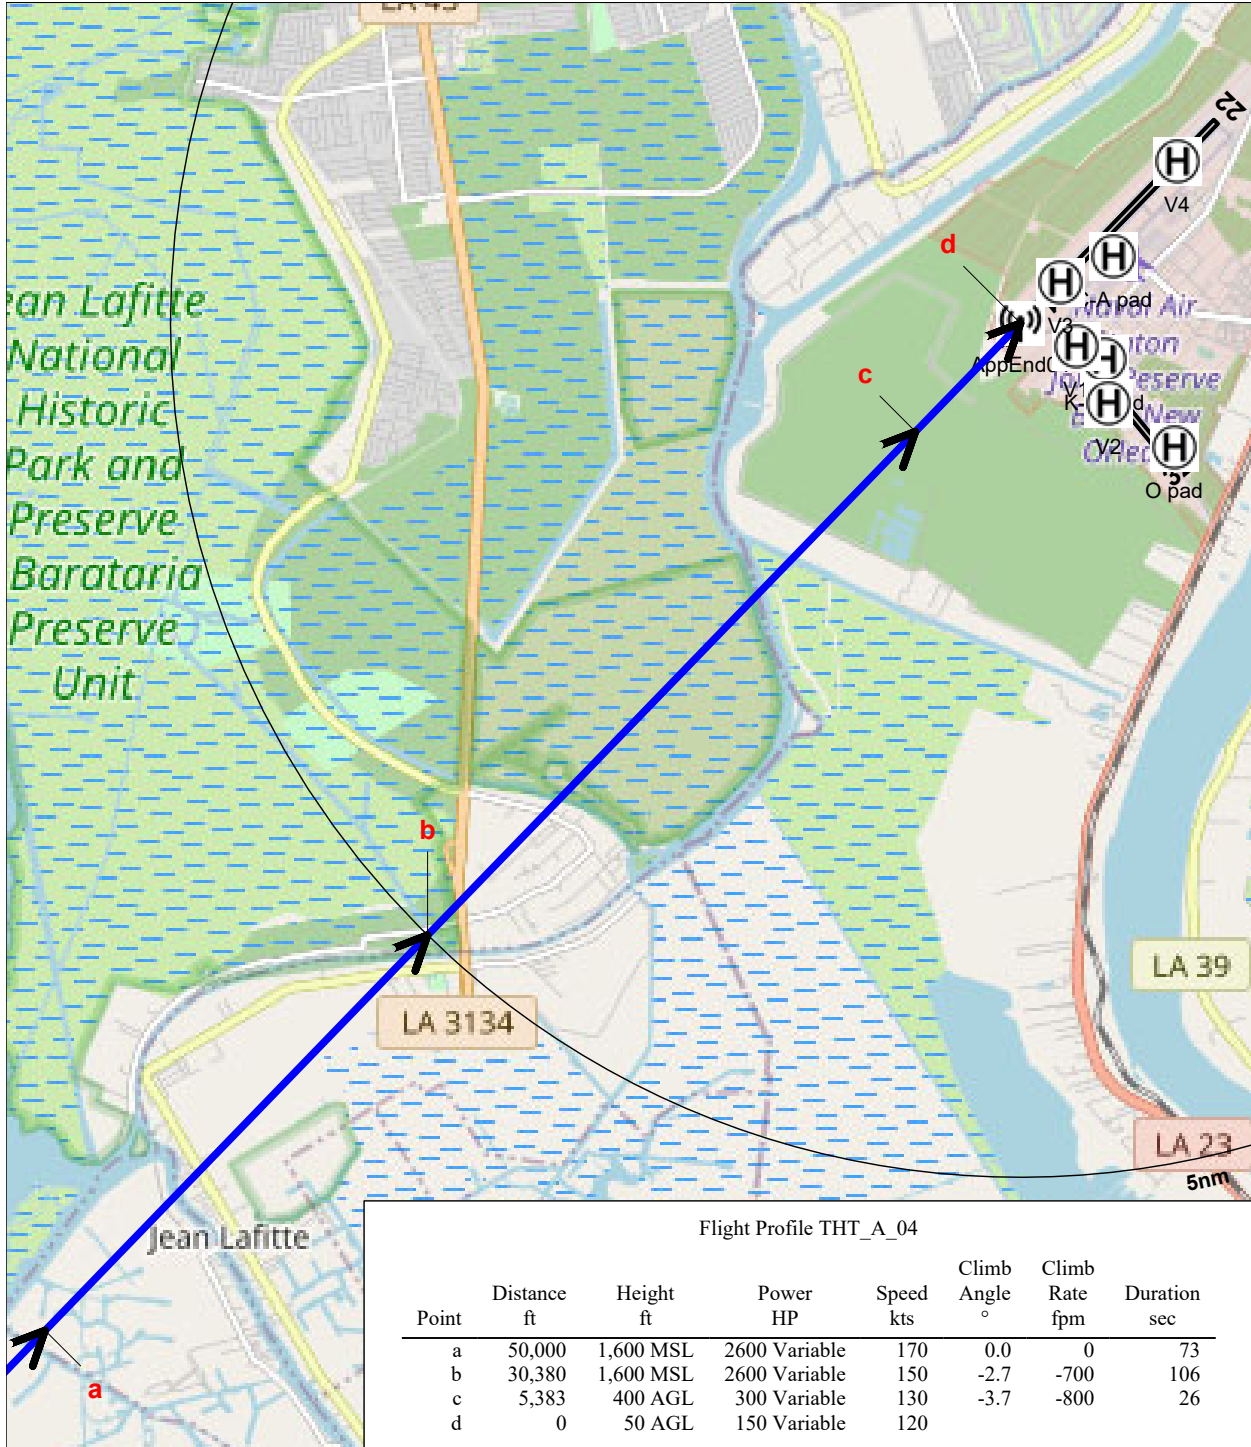 LA 45
22
V4
d
A pad
ean Lafitte
National
Historic
Park and
Preserve
Barataria
Preserve
Unit
Naval Air
V3
AppEnd
c
Reserve
New
V2
O pad
b
LA 39
LA 3134
LA 23
5nm
Jean Lafitte
a
Flight Profile THT_A_04
Climb Climb
Distance Height Power Speed Angle Rate Duration
Point ft ft HP kts ° fpm sec
a 50,000 1,600 MSL 2600 Variable 170 0.0 0 73
b 30,380 1,600 MSL 2600 Variable 150 -2.7 -700 106
c 5,383 400 AGL 300 Variable 130 -3.7 -800 26
d 0 50 AGL 150 Variable 120